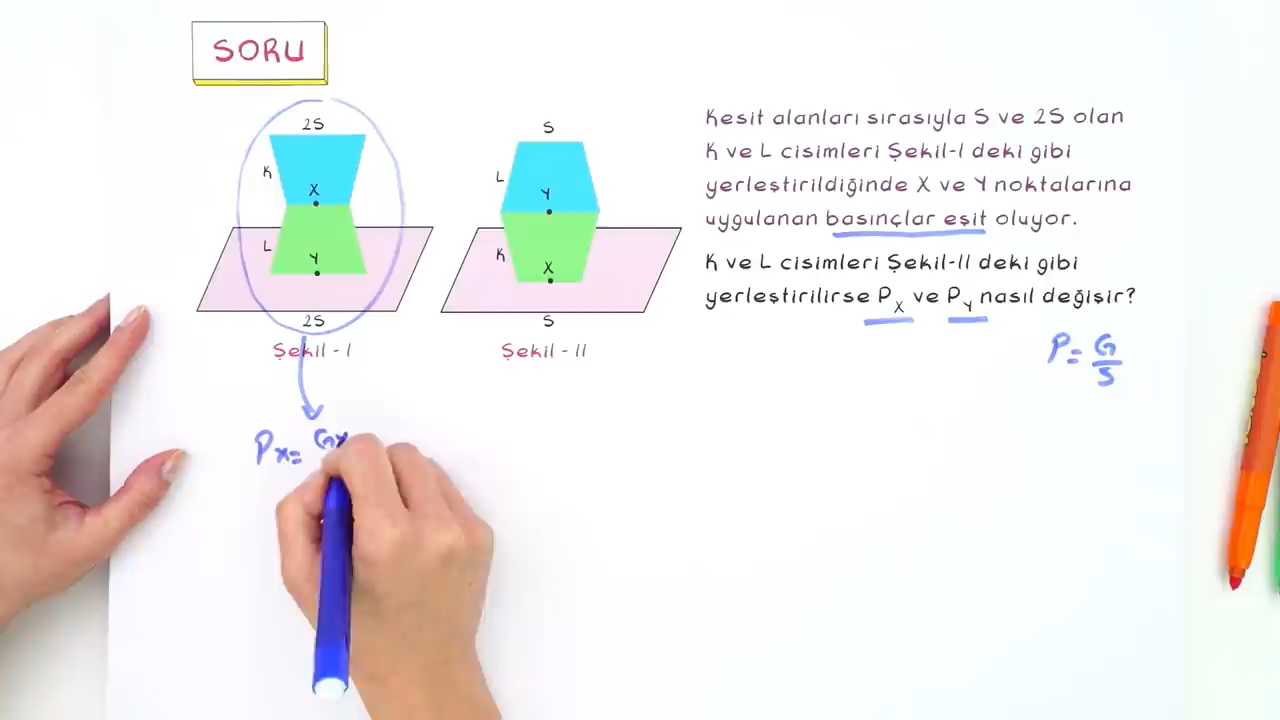 SORU
2S
K
X
L
Y
2S
Şekil - I
S
L
Y
K
X
S
Şekil - II
Kesit alanları sırasıyla S ve 2S olan
K ve L cisimleri Şekil-I deki gibi
yerleştirildiğinde X ve Y noktalarına
uygulanan basınçlar eşit oluyor.
K ve L cisimleri Şekil-II deki gibi
yerleştirilirse PX ve PY nasıl değişir?
P = G/S
Px = Gx